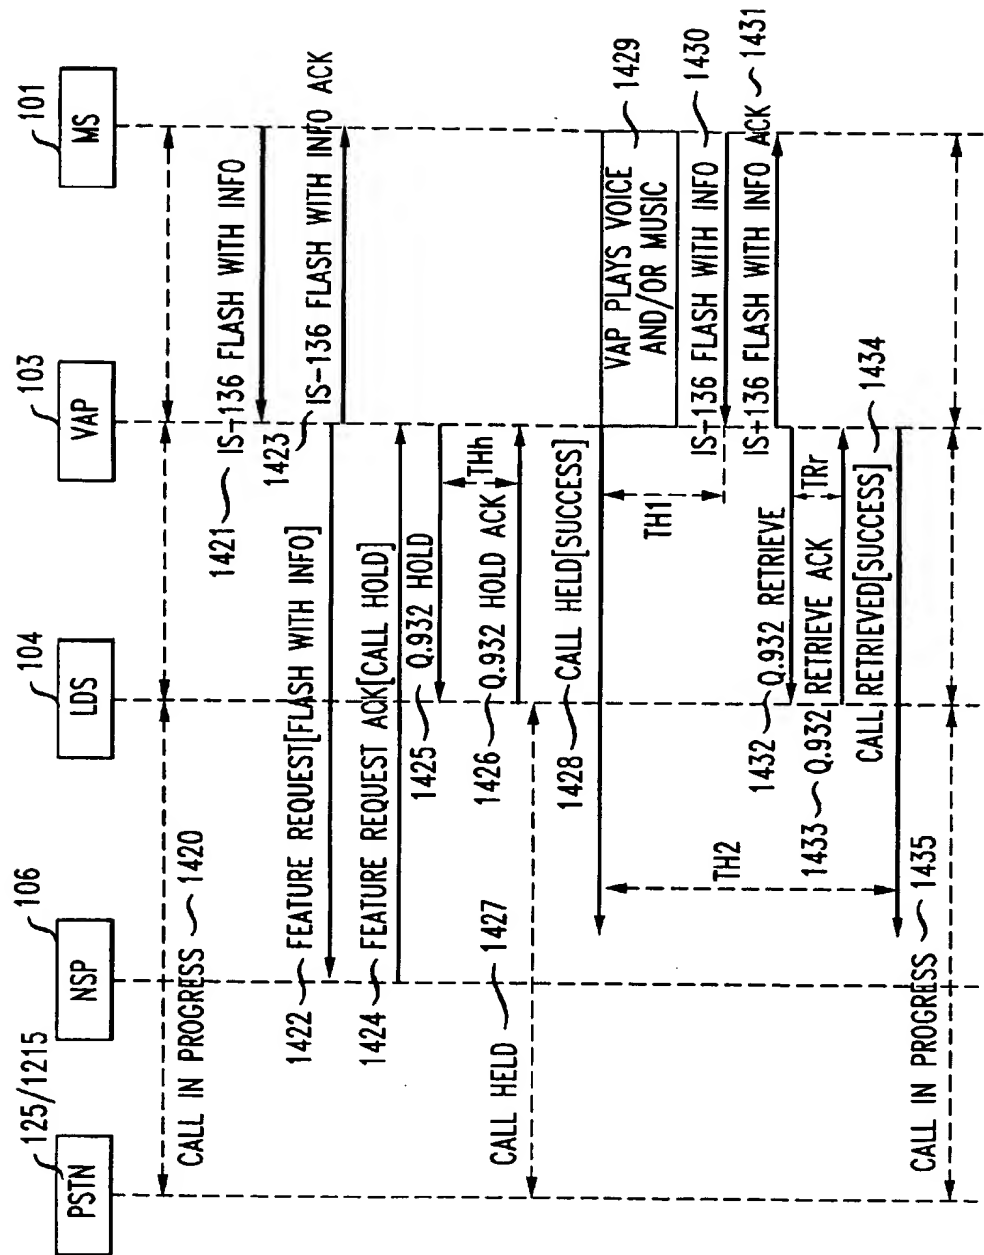 125/1215
PSTN
106
NSP
104
LDS
103
VAP
101
MS
CALL IN PROGRESS 1420
1421 IS-136 FLASH WITH INFO
1422 FEATURE REQUEST[FLASH WITH INFO]
1423 IS-136 FLASH WITH INFO ACK
1424 FEATURE REQUEST ACK[CALL HOLD]
1425 Q.932 HOLD
THh
1426 Q.932 HOLD ACK
CALL HELD 1427
1428 CALL HELD[SUCCESS]
VAP PLAYS VOICE
AND/OR MUSIC
1429
TH1
IS-136 FLASH WITH INFO 1430
IS-136 FLASH WITH INFO ACK 1431
TH2
1432 Q.932 RETRIEVE
TRr
1433 Q.932 RETRIEVE ACK
CALL RETRIEVED[SUCCESS] 1434
CALL IN PROGRESS 1435